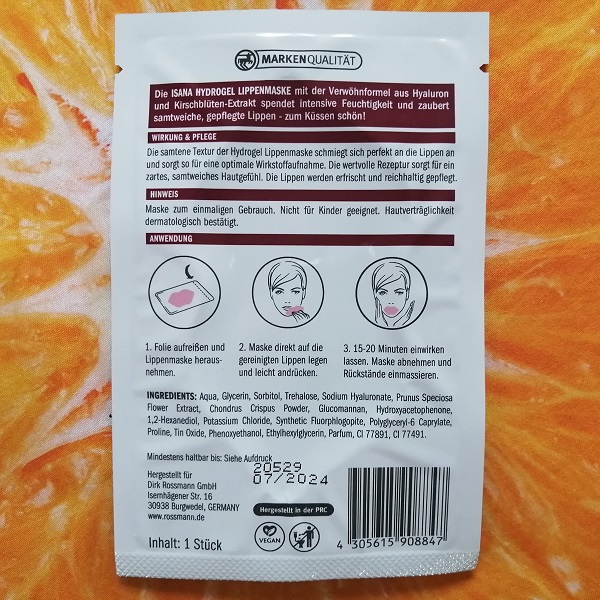 MARKENQUALITÄT
Die ISANA HYDROGEL LIPPENMASKE mit der Verwöhnformel aus Hyaluron
und Kirschblüten-Extrakt spendet intensive Feuchtigkeit und zaubert
samtweiche, gepflegte Lippen - zum Küssen schön!
WIRKUNG & PFLEGE
Die samtene Textur der Hydrogel Lippenmaske schmiegt sich perfekt an die Lippen an
und sorgt so für eine optimale Wirkstoffaufnahme. Die wertvolle Rezeptur sorgt für ein
zartes, samtweiches Hautgefühl. Die Lippen werden erfrischt und reichhaltig gepflegt.
HINWEIS
Maske zum einmaligen Gebrauch. Nicht für Kinder geeignet. Hautverträglichkeit
dermatologisch bestätigt.
ANWENDUNG
1. Folie aufreißen und
Lippenmaske heraus-
nehmen.
2. Maske direkt auf die
gereinigten Lippen legen
und leicht andrücken.
3. 15-20 Minuten einwirken
lassen. Maske abnehmen und
Rückstände einmassieren.
INGREDIENTS: Aqua, Glycerin, Sorbitol, Trehalose, Sodium Hyaluronate, Prunus Speciosa
Flower Extract, Chondrus Crispus Powder, Glucomannan, Hydroxyacetophenone,
1,2-Hexanediol, Potassium Chloride, Synthetic Fluorphlogopite, Polyglyceryl-6 Caprylate,
Proline, Tin Oxide, Phenoxyethanol, Ethylhexylglycerin, Parfum, CI 77891, CI 77491.
Mindestens haltbar bis: Siehe Aufdruck
20529
07/2024
Hergestellt für
Dirk Rossmann GmbH
Isernhägener Str. 16
30938 Burgwedel, GERMANY
www.rossmann.de
Hergestellt in der PRC
VEGAN
Inhalt: 1 Stück
4 305615 908847